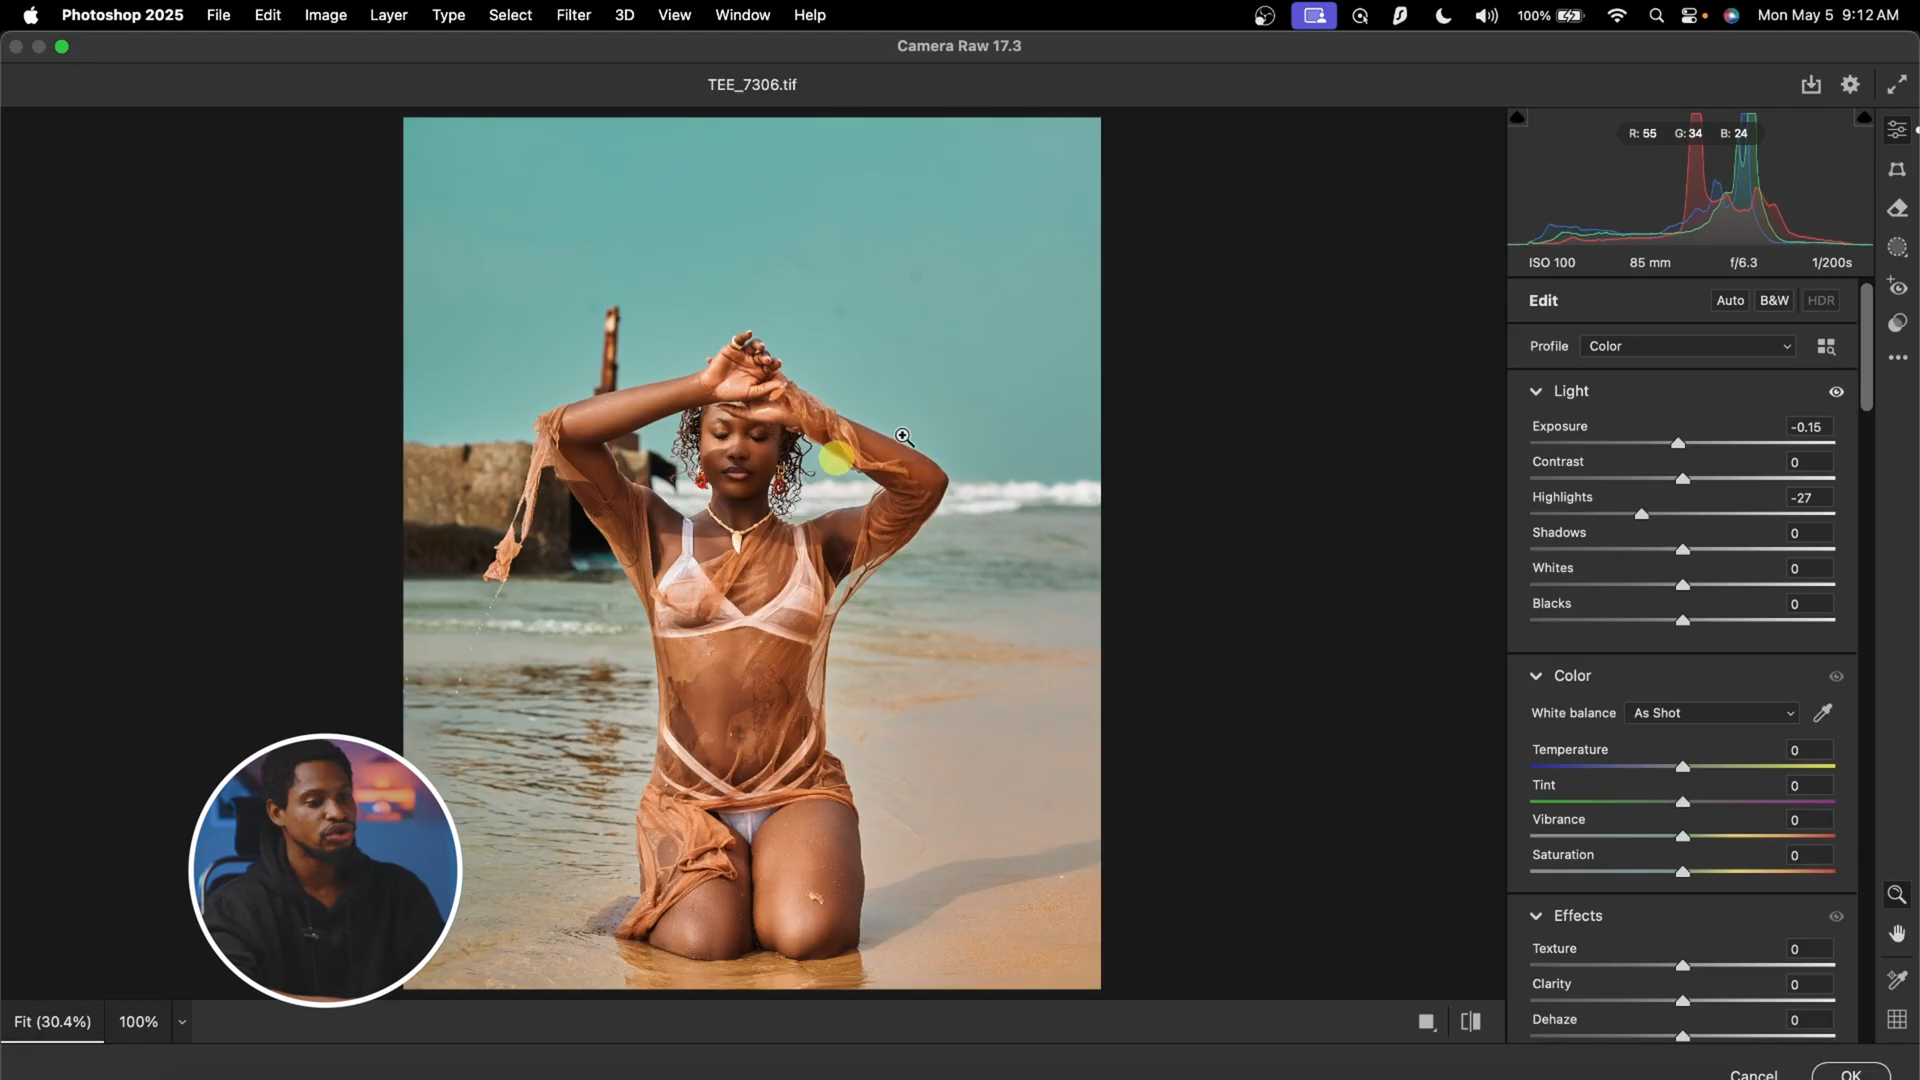 Photoshop 2025 File Edit Image Layer Type Select Filter 3D View Window Help 100% Mon May 5 9:12 AM
Camera Raw 17.3
TEE_7306.tif
R: 55 G: 34 B: 24
ISO 100 85 mm f/6.3 1/200s
Edit Auto B&W HDR
Profile Color
Light
Exposure -0.15
Contrast 0
Highlights -27
Shadows 0
Whites 0
Blacks 0
Color
White balance As Shot
Temperature 0
Tint 0
Vibrance 0
Saturation 0
Effects
Texture 0
Clarity 0
Dehaze 0
Fit (30.4%) 100%
Cancel OK